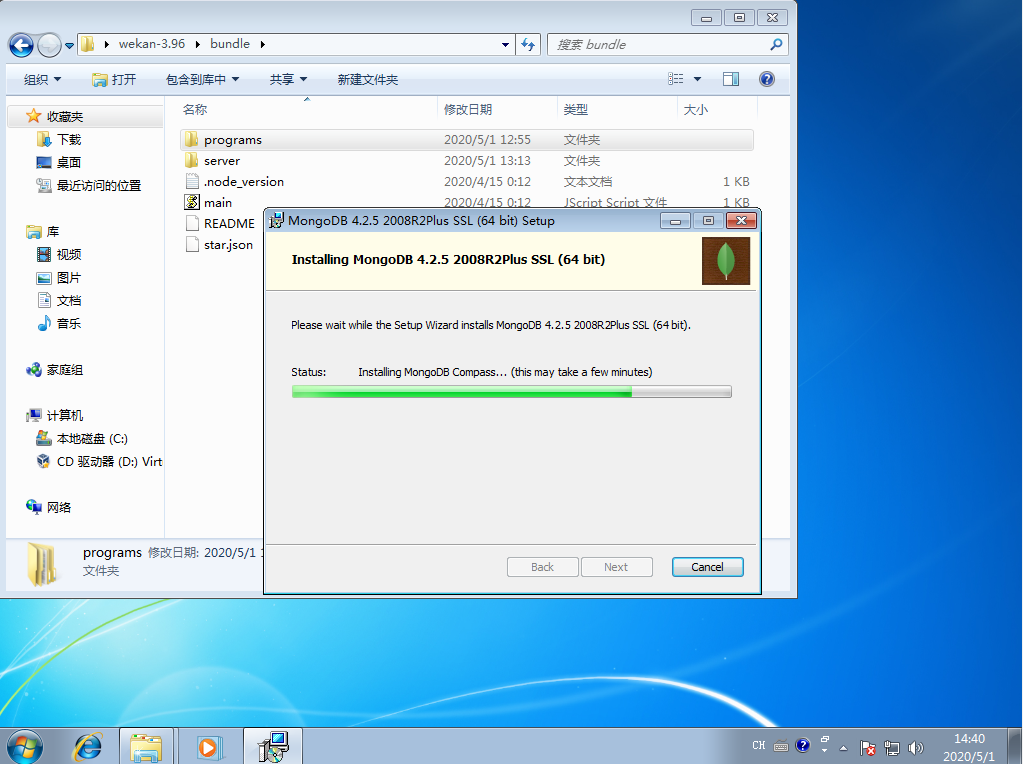 wekan-3.96 bundle
搜索 bundle
组织 打开 包含到库中 共享 新建文件夹
名称 修改日期 类型 大小
收藏夹
下载
桌面
最近访问的位置
库
视频
图片
文档
音乐
家庭组
计算机
本地磁盘 (C:)
CD 驱动器 (D:) Virt
网络
programs 2020/5/1 12:55 文件夹
server 2020/5/1 13:13 文件夹
.node_version 2020/4/15 0:12 文本文档 1 KB
main 2020/4/15 0:12 JScript Script 文件 1 KB
README
star.json
programs 修改日期: 2020/5/1
文件夹
MongoDB 4.2.5 2008R2Plus SSL (64 bit) Setup
Installing MongoDB 4.2.5 2008R2Plus SSL (64 bit)
Please wait while the Setup Wizard installs MongoDB 4.2.5 2008R2Plus SSL (64 bit).
Status: Installing MongoDB Compass... (this may take a few minutes)
Back Next Cancel
CH
14:40
2020/5/1